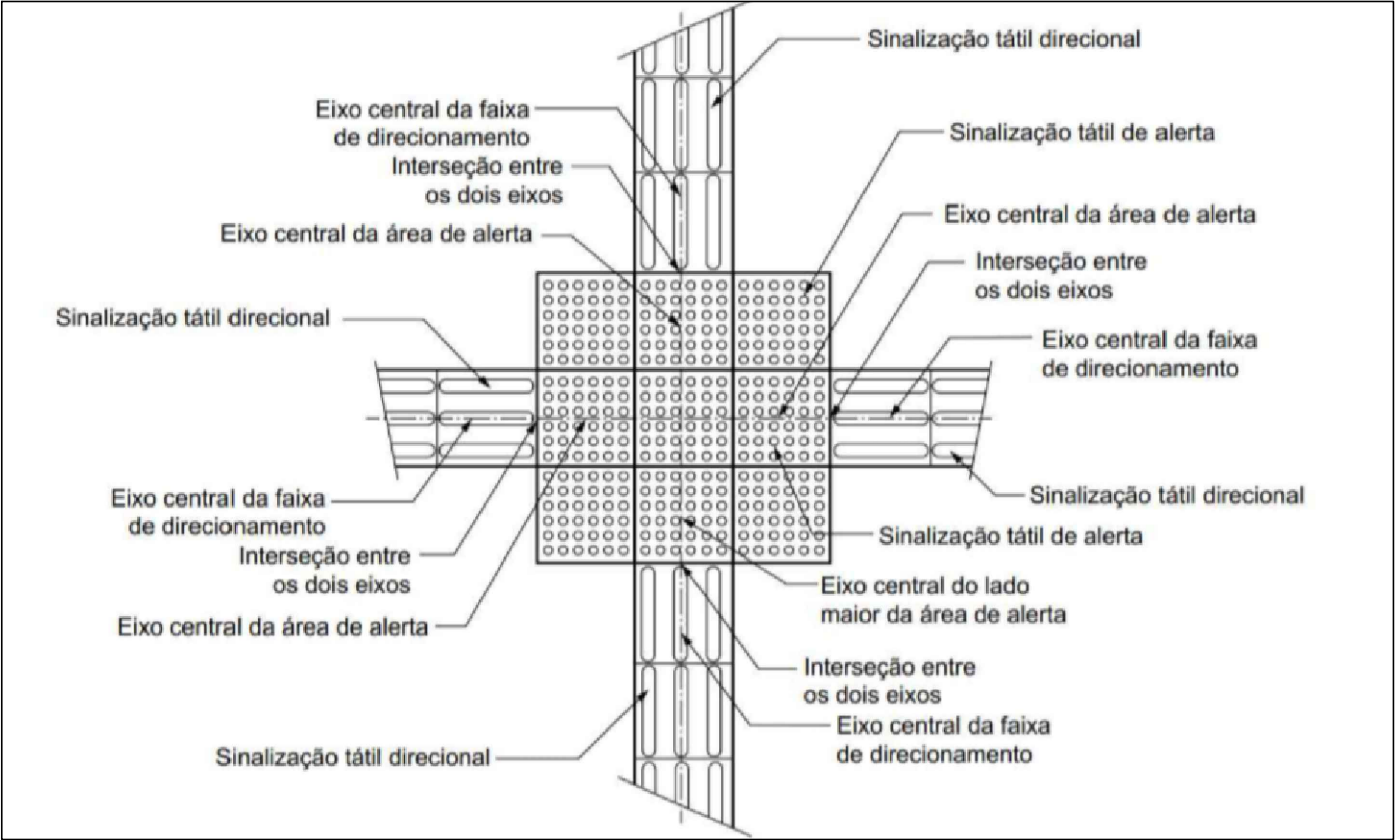 Sinalização tátil direcional
Eixo central da faixa
de direcionamento
Sinalização tátil de alerta
Interseção entre
os dois eixos
Eixo central da área de alerta
Eixo central da área de alerta
Interseção entre
os dois eixos
Sinalização tátil direcional
Eixo central da faixa
de direcionamento
Eixo central da faixa
de direcionamento
Sinalização tátil direcional
Sinalização tátil de alerta
Interseção entre
os dois eixos
Eixo central do lado
maior da área de alerta
Eixo central da área de alerta
Interseção entre
os dois eixos
Eixo central da faixa
de direcionamento
Sinalização tátil direcional